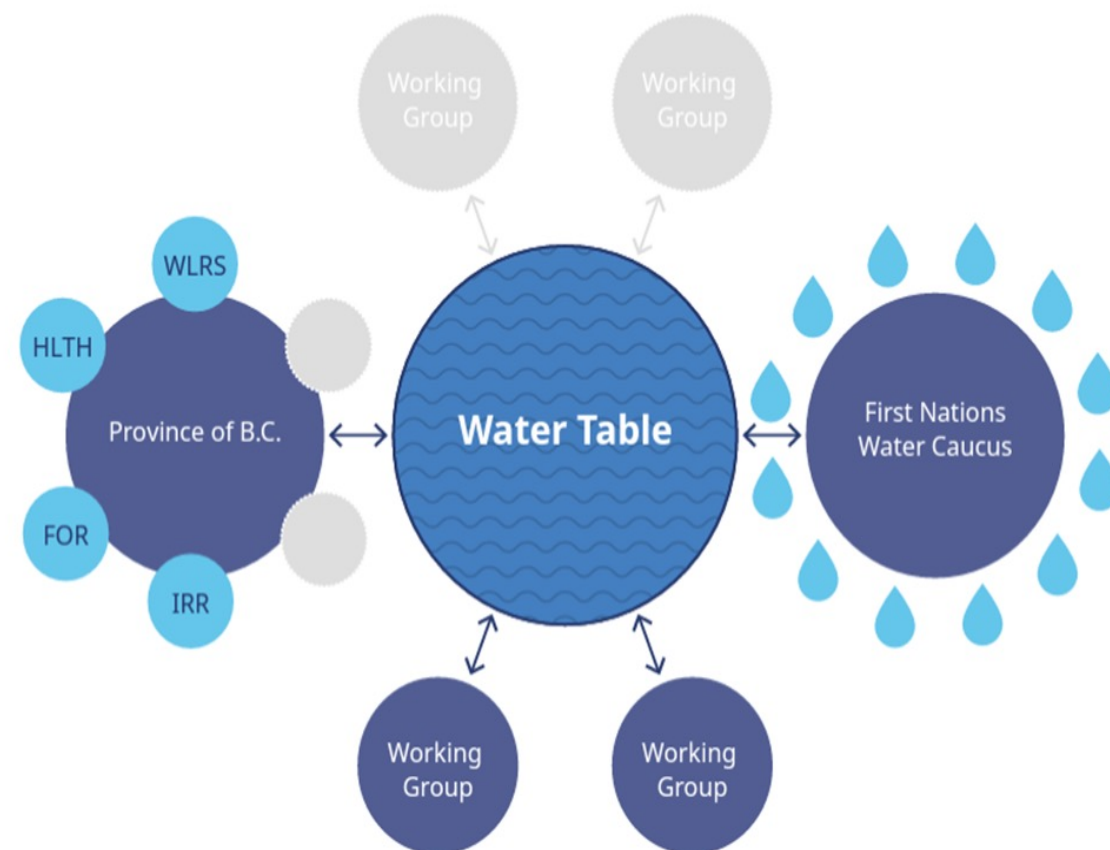 Working
Group
Working
Group
WLRS
HLTH
Province of B.C.
FOR
IRR
Water Table
First Nations
Water Caucus
Working
Group
Working
Group